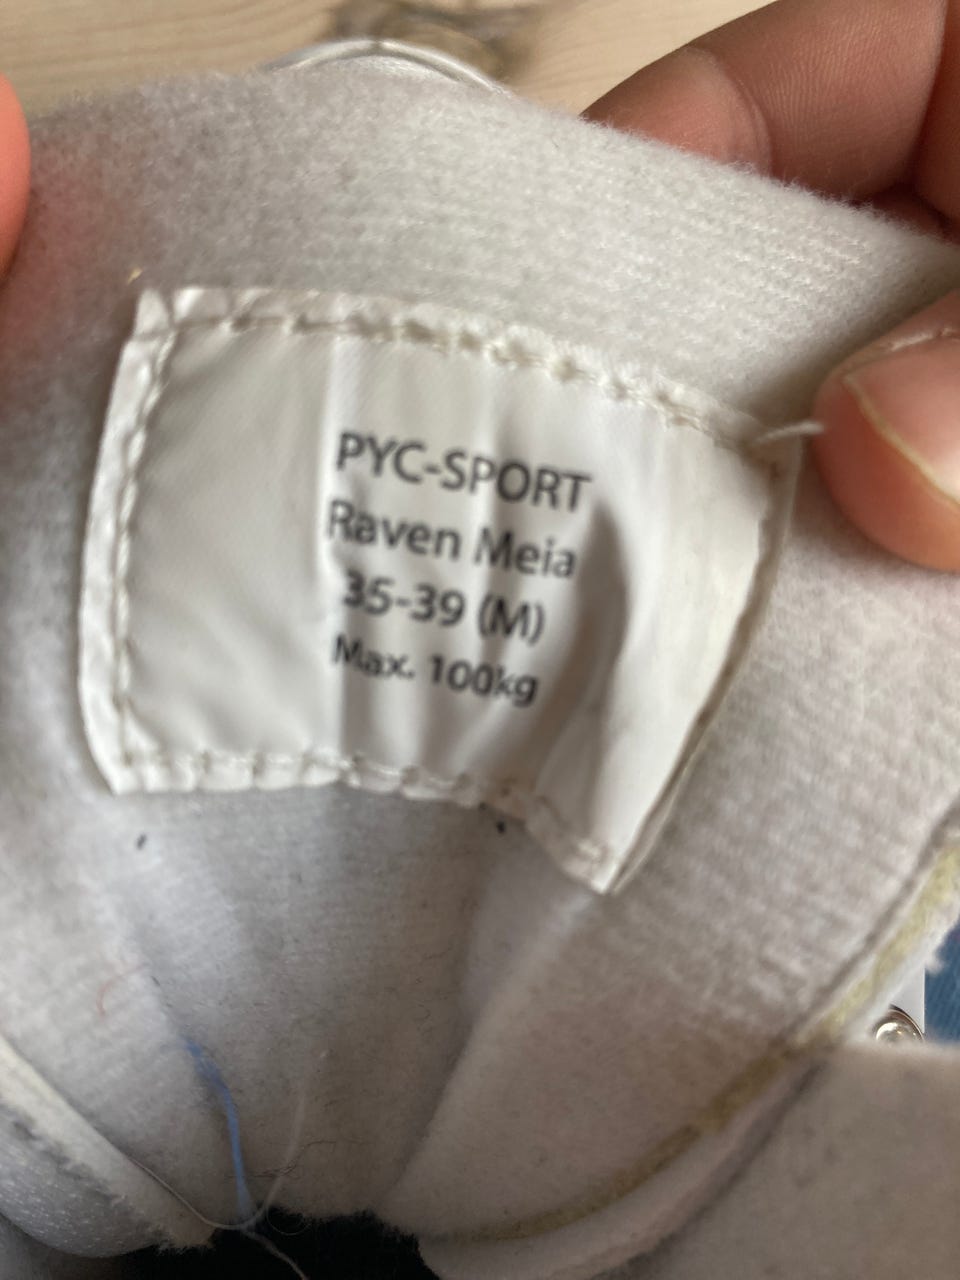 PYC-SPORT
Raven Meia
35-39 (M)
Max. 100kg